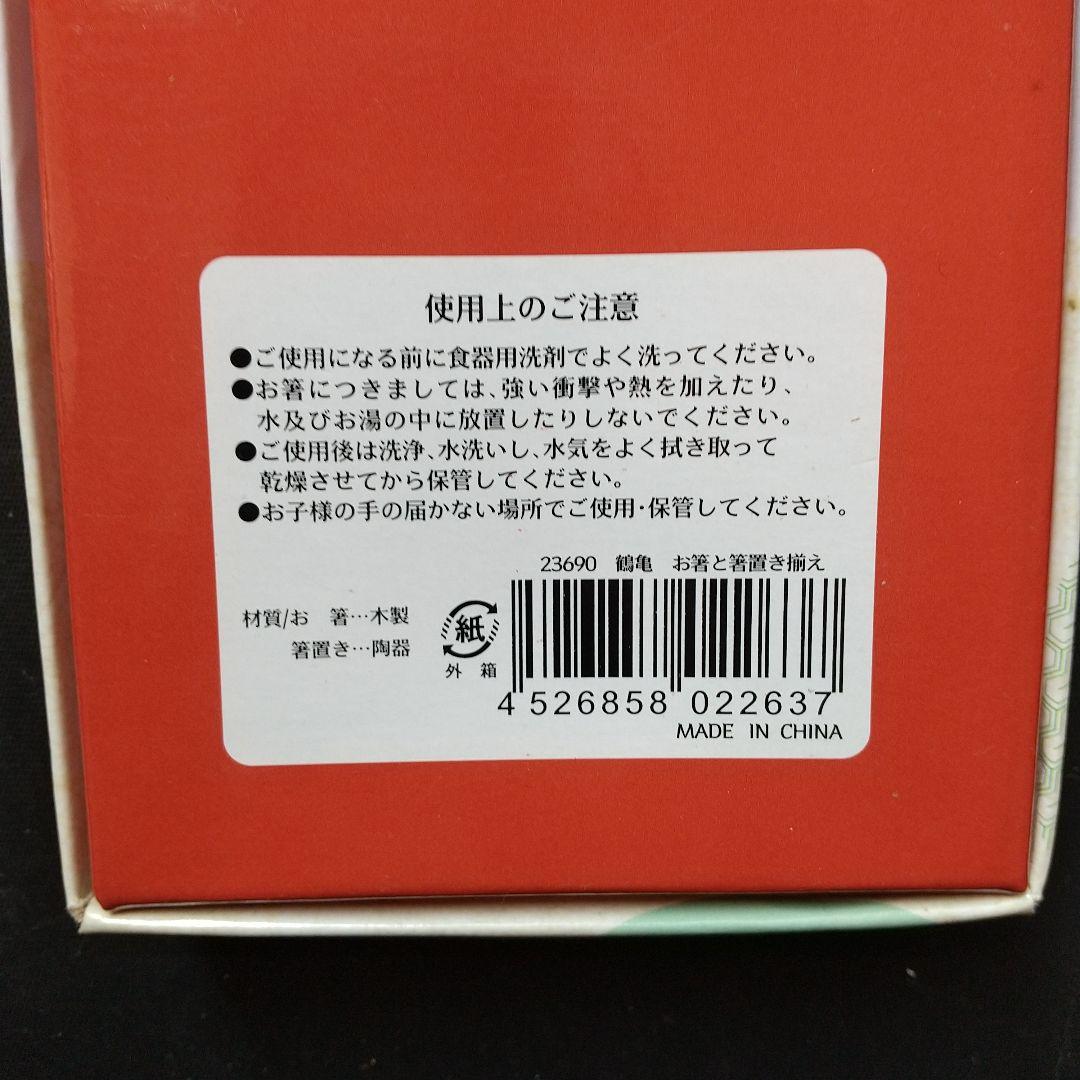 使用上のご注意
●ご使用になる前に食器用洗剤でよく洗ってください。
●お箸につきましては、強い衝撃や熱を加えたり、
水及びお湯の中に放置したりしないでください。
●ご使用後は洗浄、水洗いし、水気をよく拭き取って
乾燥させてから保管してください。
●お子様の手の届かない場所でご使用・保管してください。
23690 鶴亀 お箸と箸置き揃え
材質/お 箸…木製
箸置き…陶器
紙
外 箱
4 526858 022637
MADE IN CHINA